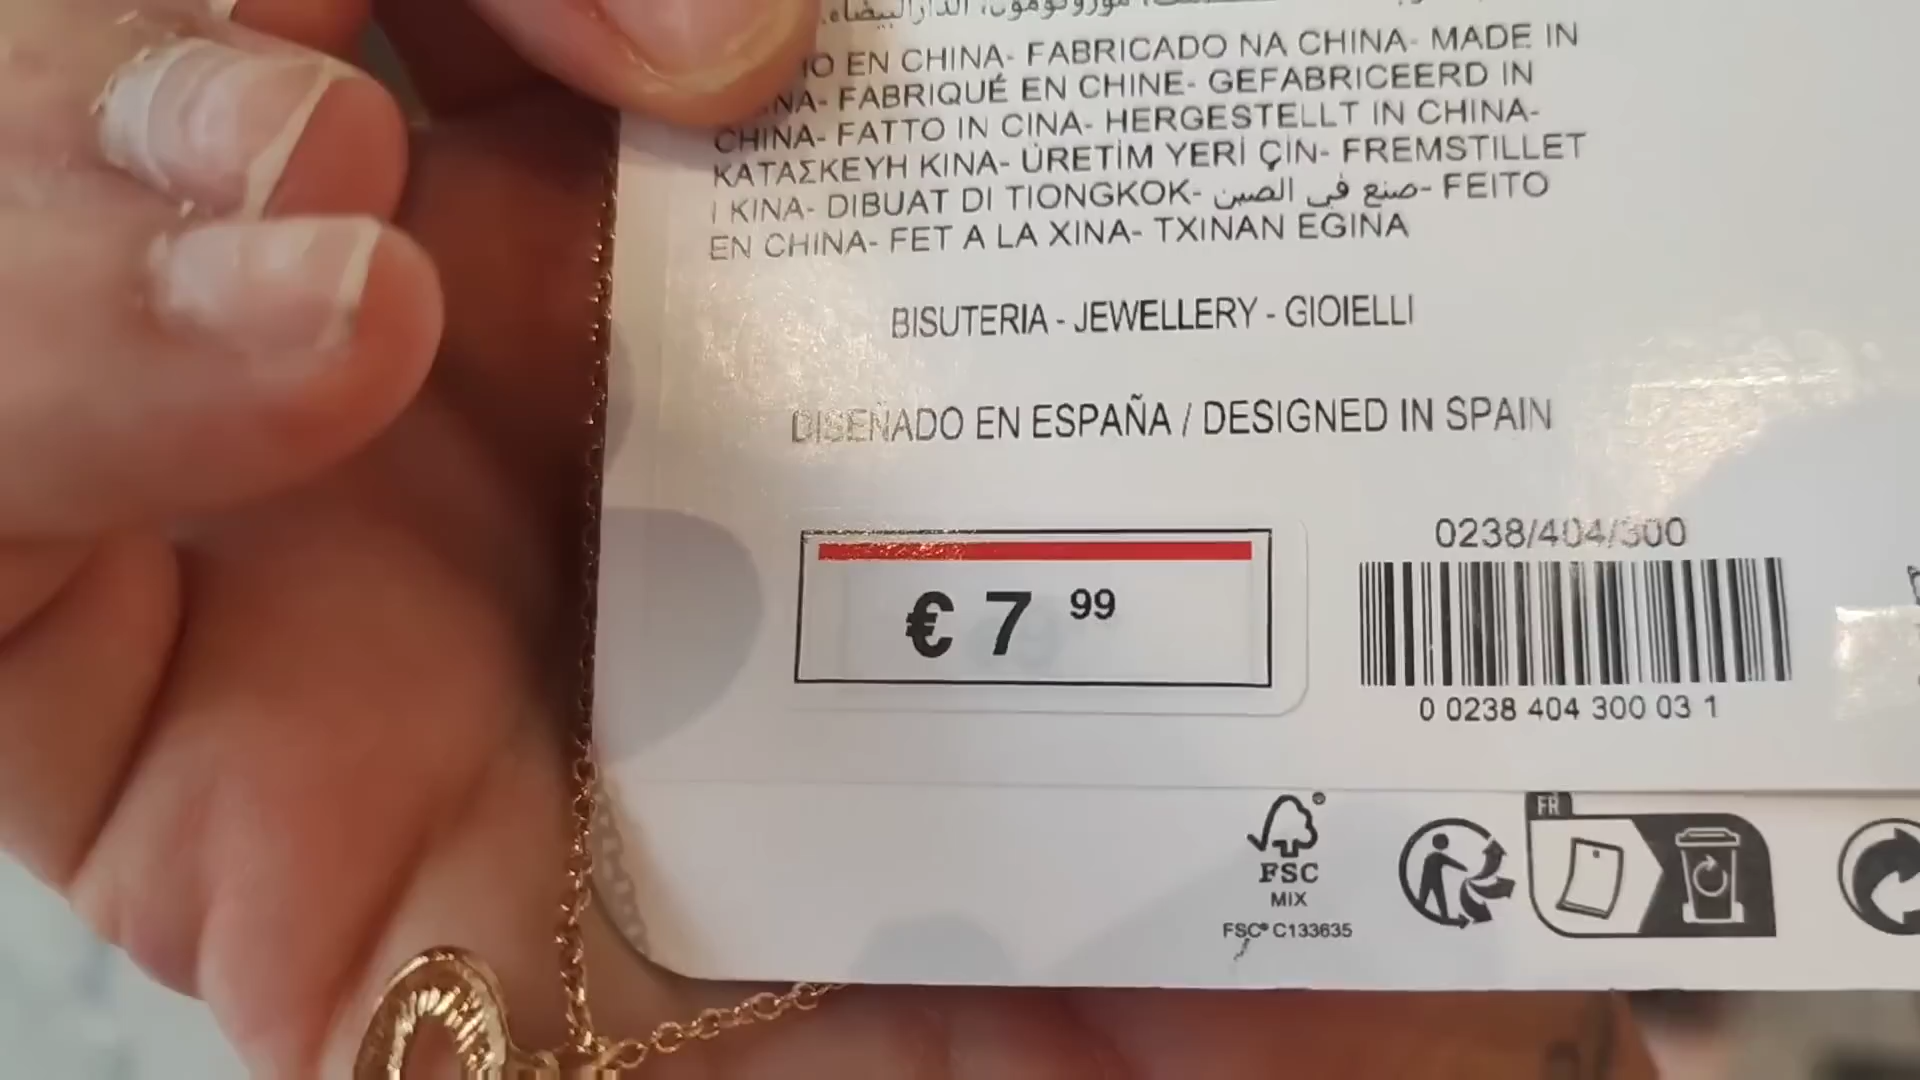 EN CHINA- FABRICADO NA CHINA- MADE IN
FABRIQUÉ EN CHINE- GEFABRICEERD IN
CHINA- FATTO IN CINA- HERGESTELLT IN CHINA-
ΚΑΤΑΣΚΕΥΗ ΚΙΝΑ- ÜRETİM YERİ ÇİN- FREMSTILLET
I KINA- DIBUAT DI TIONGKOK- صنع في الصين- FEITO
EN CHINA- FET A LA XINA- TXINAN EGINA
BISUTERIA - JEWELLERY - GIOIELLI
DISEÑADO EN ESPAÑA / DESIGNED IN SPAIN
€ 7 99
0238/404/300
0 0238 404 300 03 1
FR
FSC
MIX
FSC® C133635